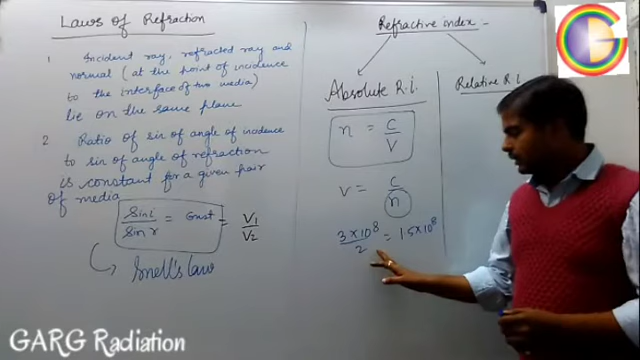 Laws of Refraction
1. Incident ray, refracted ray and
normal (at the point of incidence
to the interface of two media)
lie on the same plane
2. Ratio of sin of angle of incidence
to sin of angle of refraction
is constant for a given pair
of media
Sin i / Sin r = Const = V1 / V2
Snell's law
Refractive index -
Absolute R.I.
n = C / V
v = C / n
3 × 10^8 / 2 = 1.5 × 10^8
Relative R.I.
G
GARG Radiation